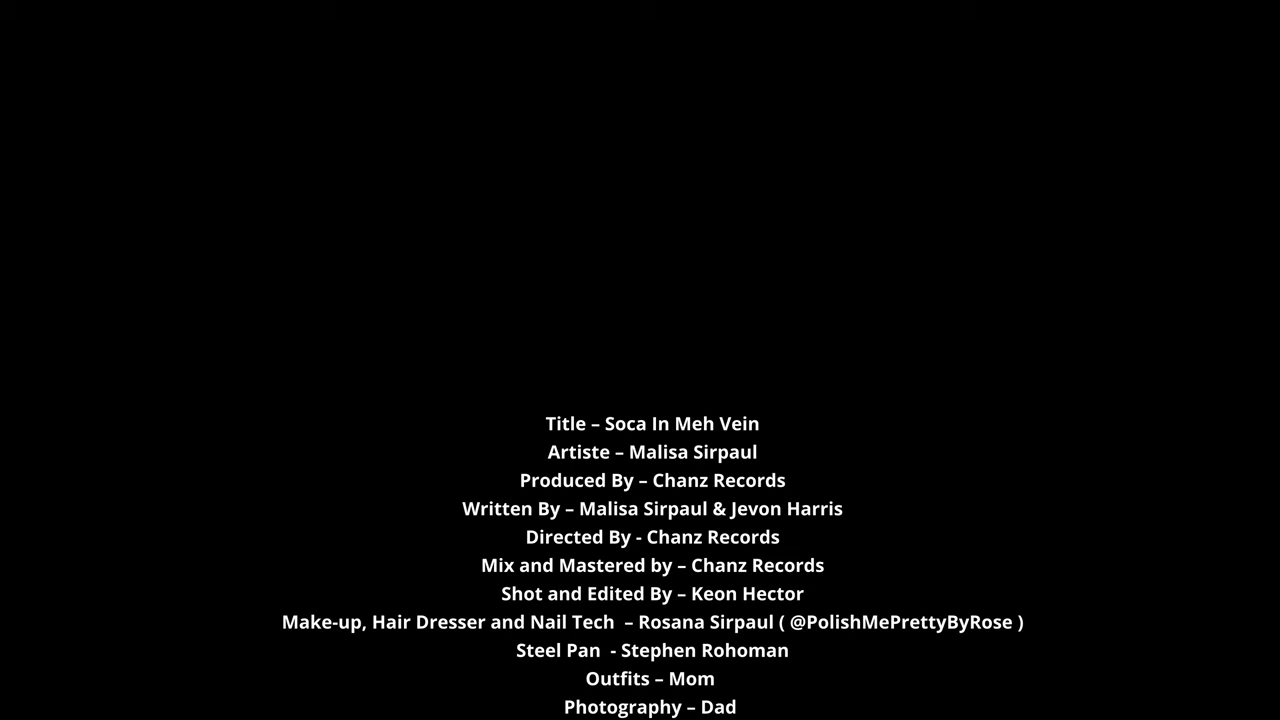 Title – Soca In Meh Vein
Artiste – Malisa Sirpaul
Produced By – Chanz Records
Written By – Malisa Sirpaul & Jevon Harris
Directed By - Chanz Records
Mix and Mastered by – Chanz Records
Shot and Edited By – Keon Hector
Make-up, Hair Dresser and Nail Tech  – Rosana Sirpaul ( @PolishMePrettyByRose )
Steel Pan  - Stephen Rohoman
Outfits – Mom
Photography – Dad